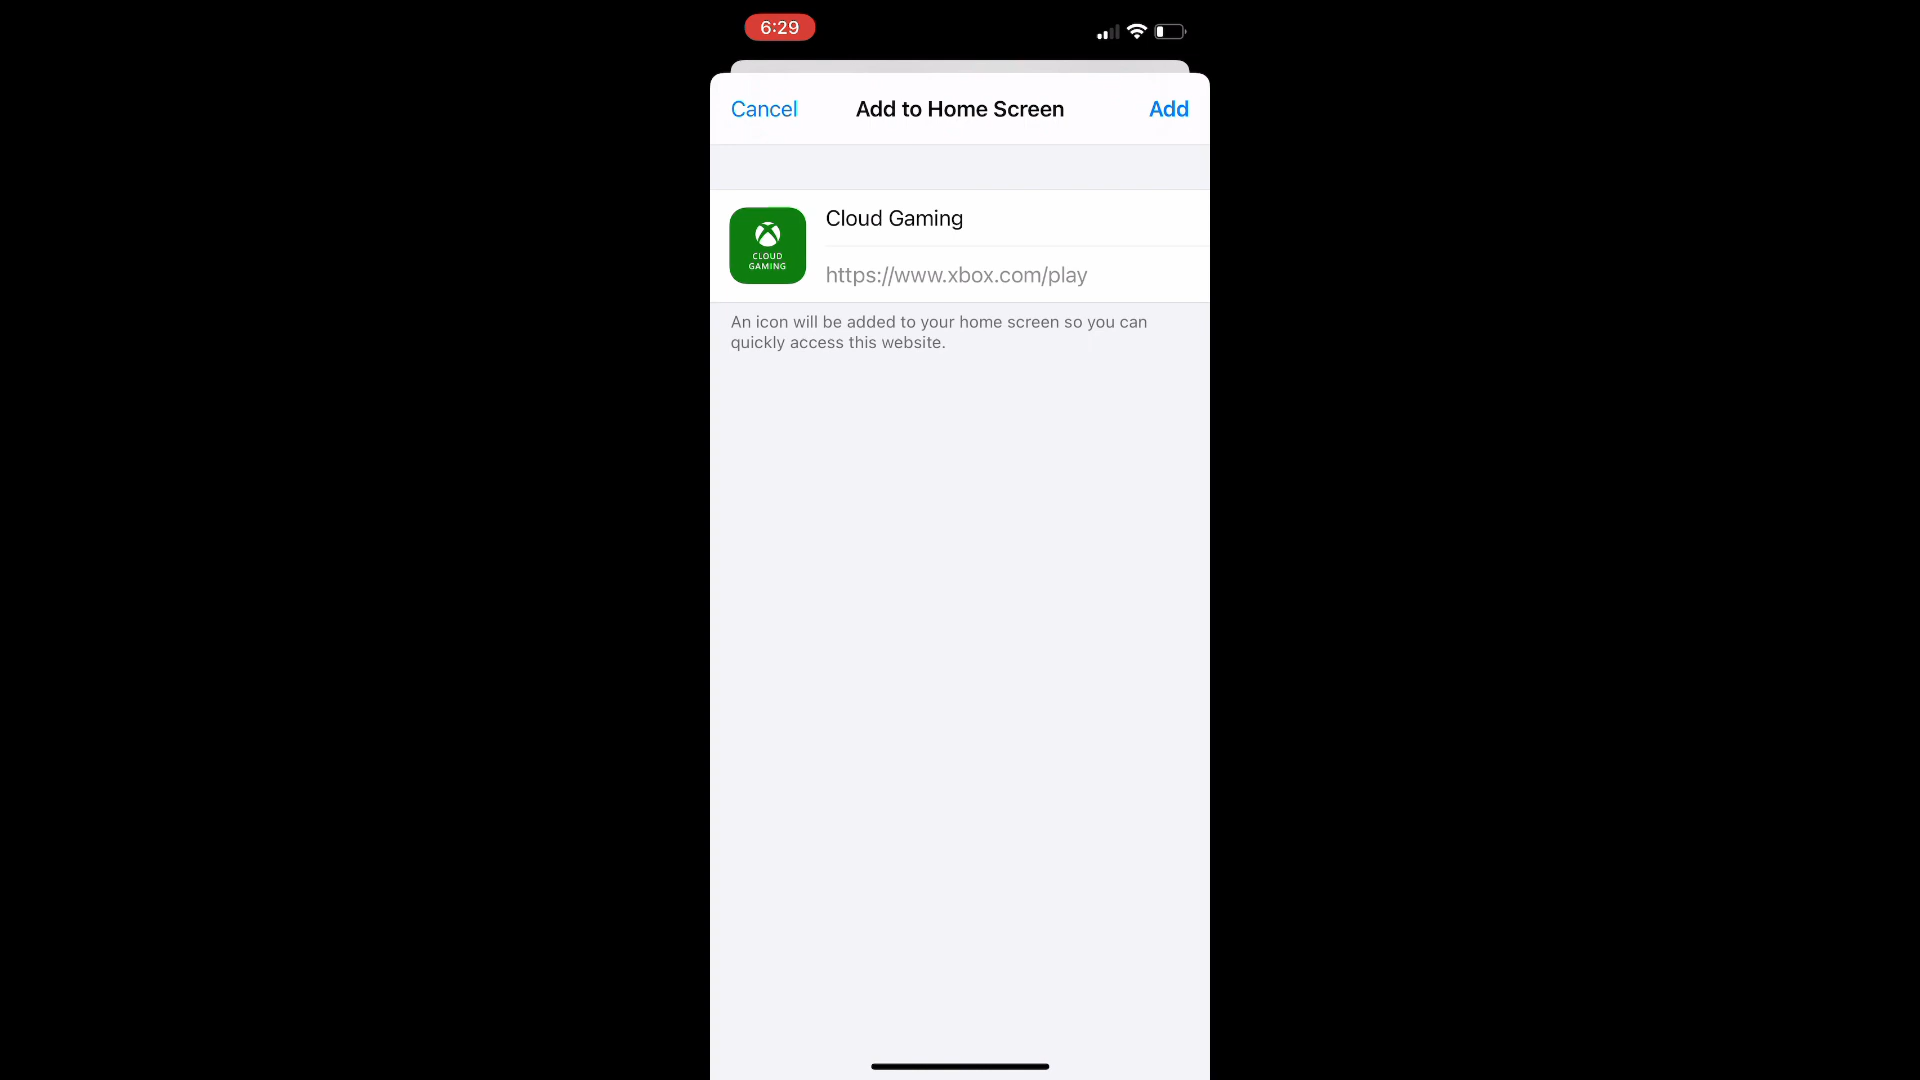 6:29
Cancel
Add to Home Screen
Add
Cloud Gaming
CLOUD
GAMING
https://www.xbox.com/play
An icon will be added to your home screen so you can
quickly access this website.